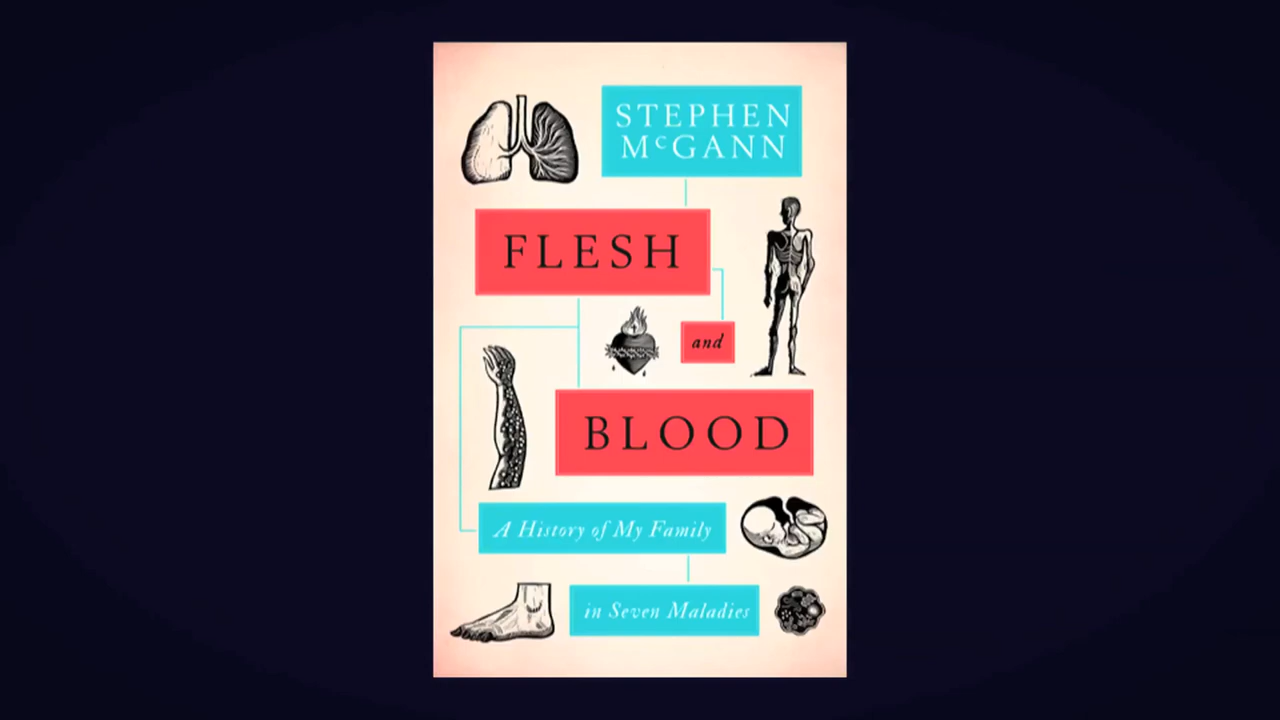 STEPHEN
McGANN
FLESH
and
BLOOD
A History of My Family
in Seven Maladies